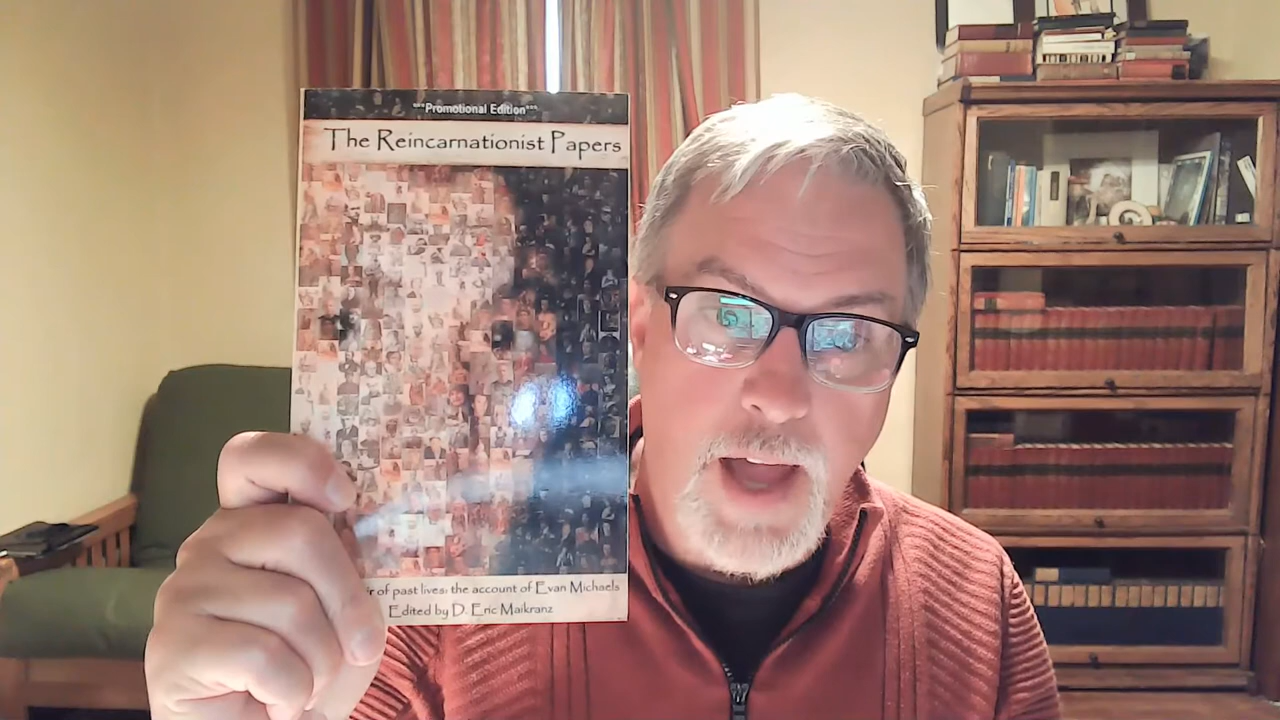 ***Promotional Edition***
The Reincarnationist Papers
of past lives: the account of Evan Michaels
Edited by D. Eric Maikranz